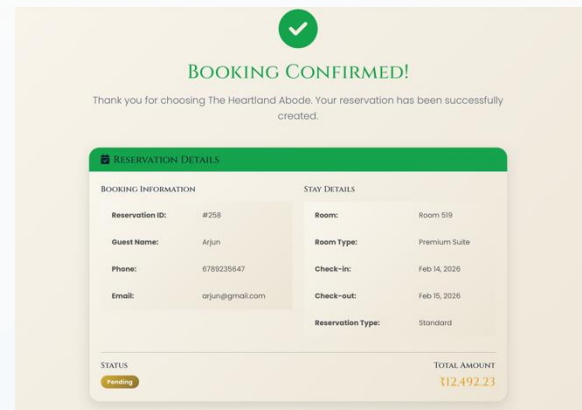 BOOKING CONFIRMED!
Thank you for choosing The Heartland Abode. Your reservation has been successfully
created.
RESERVATION DETAILS
BOOKING INFORMATION
Reservation ID: #258
Guest Name: Arjun
Phone: 6789235647
Email: arjun@gmail.com
STAY DETAILS
Room: Room 519
Room Type: Premium Suite
Check-in: Feb 14, 2026
Check-out: Feb 15, 2026
Reservation Type: Standard
STATUS
Pending
TOTAL AMOUNT
₹12,492.23